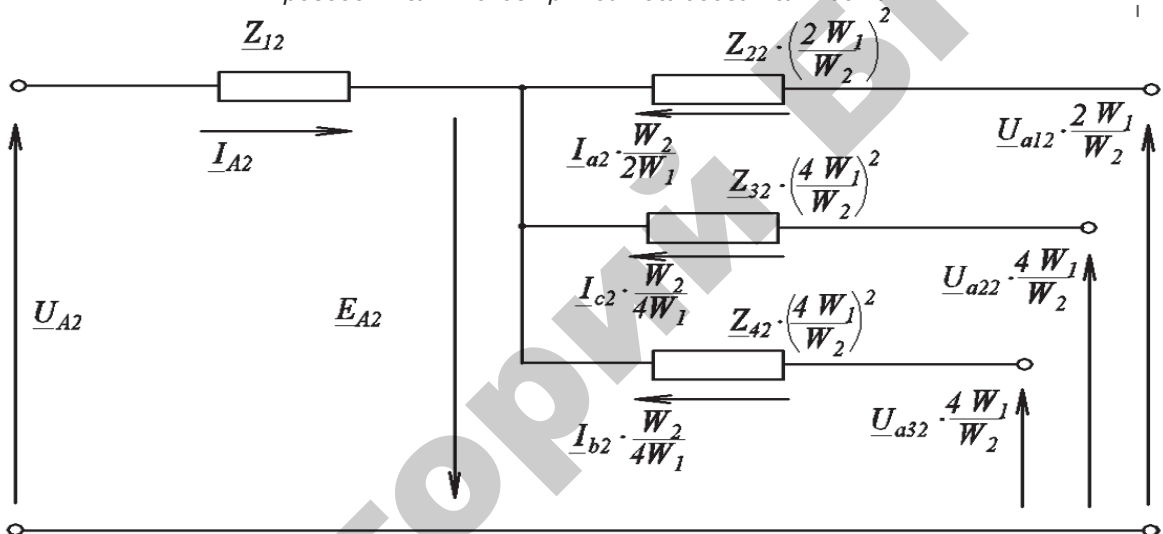 Z₁₂
Z₂₂·(2 W₁/W₂)²
I_A2
I_a2·W₂/2W₁
U_a12·2 W₁/W₂
Z₃₂·(4 W₁/W₂)²
I_c2·W₂/4W₁
U_a22·4 W₁/W₂
U_A2
E_A2
Z₄₂·(4 W₁/W₂)²
I_b2·W₂/4W₁
U_a32·4 W₁/W₂